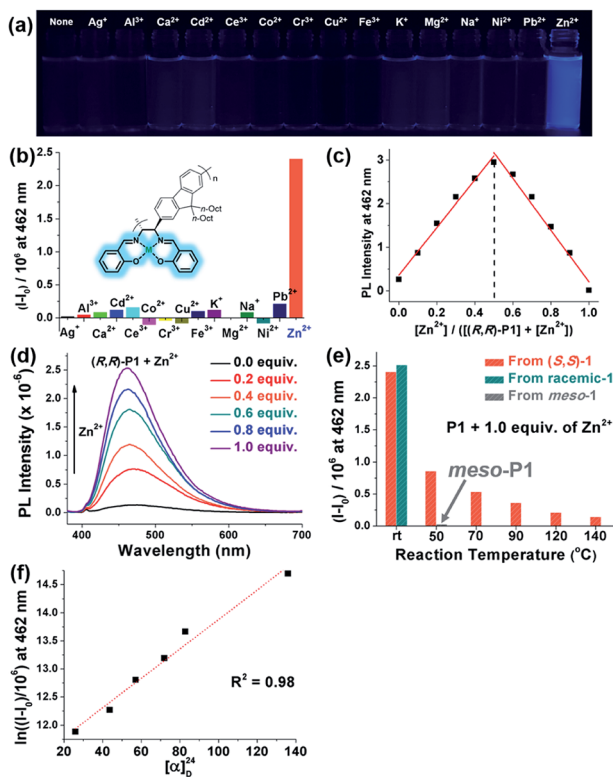 (a)
None Ag⁺ Al³⁺ Ca²⁺ Cd²⁺ Ce³⁺ Co²⁺ Cr³⁺ Cu²⁺ Fe³⁺ K⁺ Mg²⁺ Na⁺ Ni²⁺ Pb²⁺ Zn²⁺
(b)
(I-I₀) / 10⁶ at 462 nm
2.5
2.0
1.5
1.0
0.5
0.0
n
n-Oct
n-Oct
N N
M
O O
Al³⁺ Cd²⁺ Co²⁺ Cu²⁺ K⁺ Na⁺ Pb²⁺
Ag⁺ Ca²⁺ Ce³⁺ Cr³⁺ Fe³⁺ Mg²⁺ Ni²⁺ Zn²⁺
(c)
PL Intensity at 462 nm
3
2
1
0
0.0 0.2 0.4 0.6 0.8 1.0
[Zn²⁺] / ([(R,R)-P1] + [Zn²⁺])
(d)
PL Intensity (x 10⁻⁶)
2.5
2.0
1.5
1.0
0.5
0.0
(R,R)-P1 + Zn²⁺
Zn²⁺
0.0 equiv.
0.2 equiv.
0.4 equiv.
0.6 equiv.
0.8 equiv.
1.0 equiv.
400 500 600 700
Wavelength (nm)
(e)
(I-I₀) / 10⁶ at 462 nm
2.5
2.0
1.5
1.0
0.5
0.0
From (S,S)-1
From racemic-1
From meso-1
P1 + 1.0 equiv. of Zn²⁺
meso-P1
rt 50 70 90 120 140
Reaction Temperature (°C)
(f)
ln((I-I₀)/10⁶) at 462 nm
14.5
14.0
13.5
13.0
12.5
12.0
R² = 0.98
20 40 60 80 100 120 140
[α]D²⁴